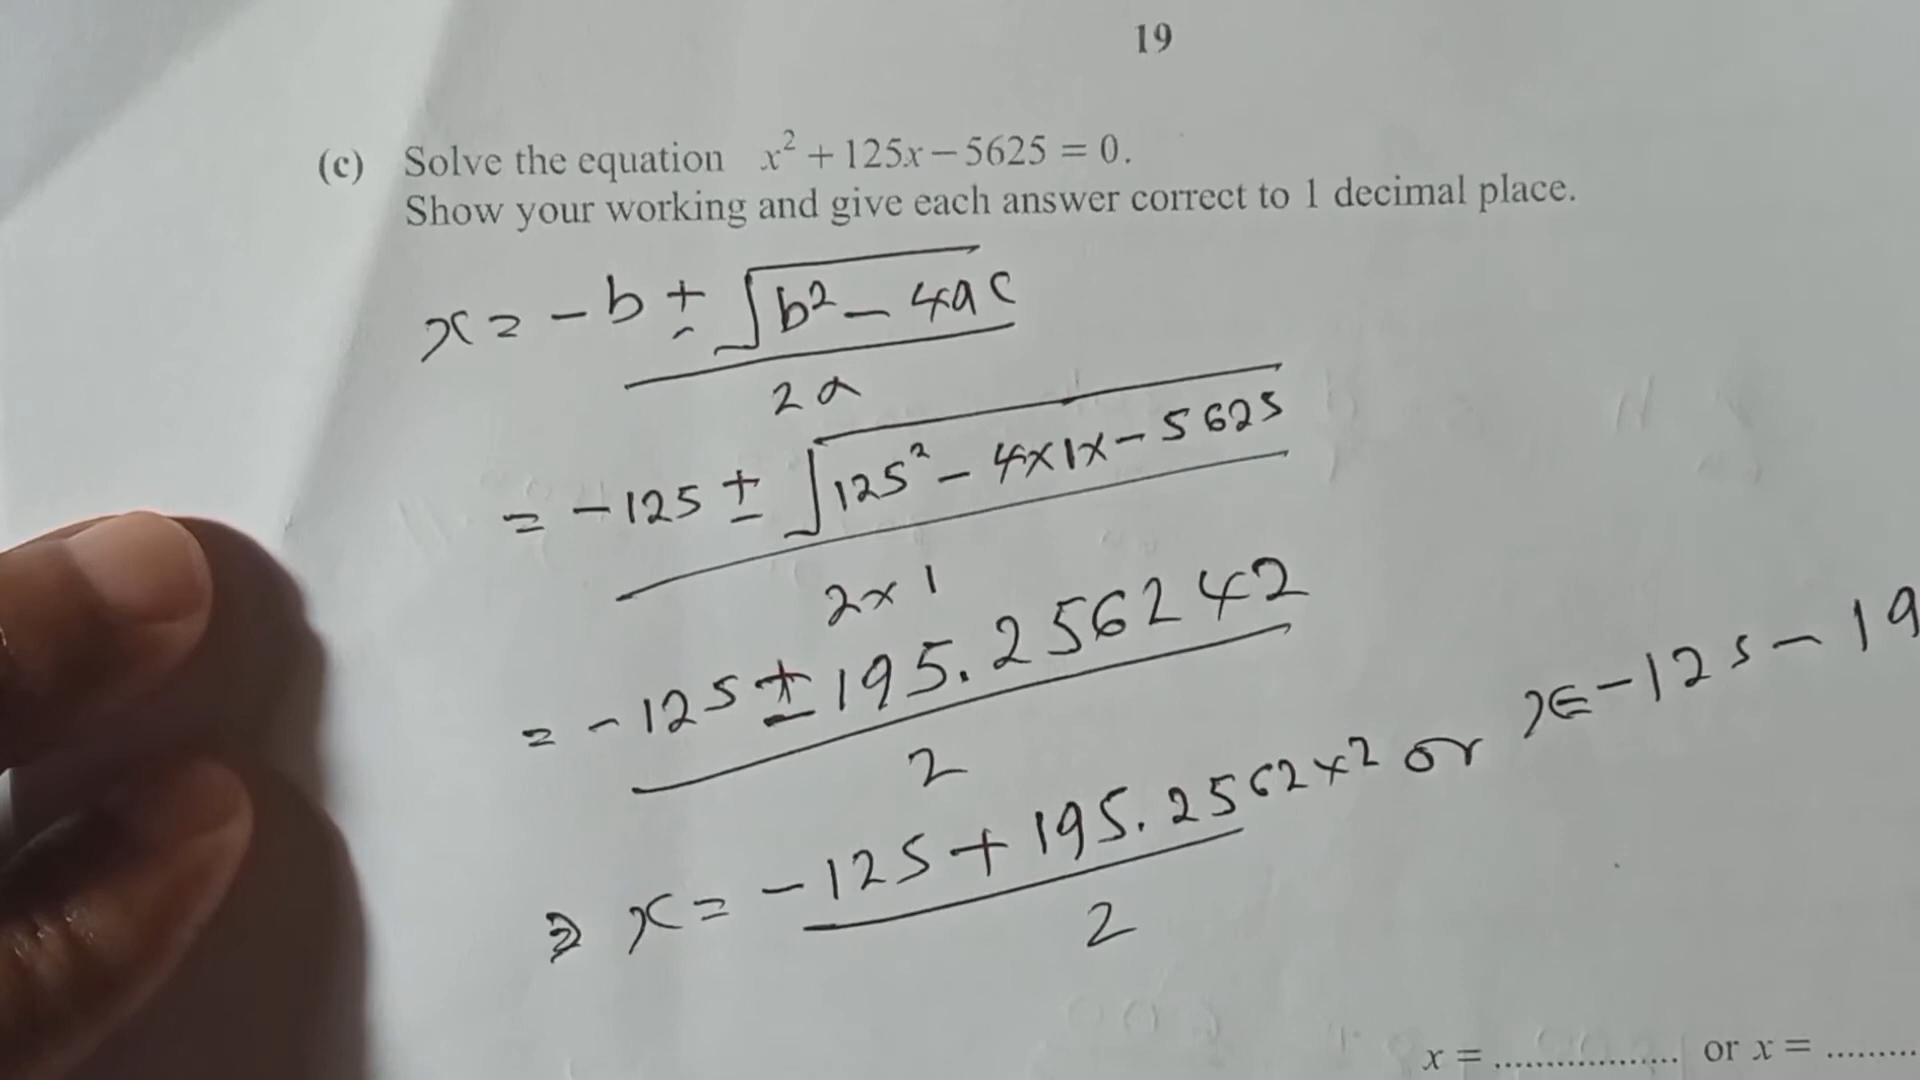 19
(c) Solve the equation x² + 125x − 5625 = 0.
Show your working and give each answer correct to 1 decimal place.
x = −b ± √b² − 4ac
2a
= −125 ± √125² − 4×1×−5625
2×1
= −125 ± 195.256242
2
⇒ x = −125 + 195.256242 or x = −125 − 19
2
x = .................. or x = .........